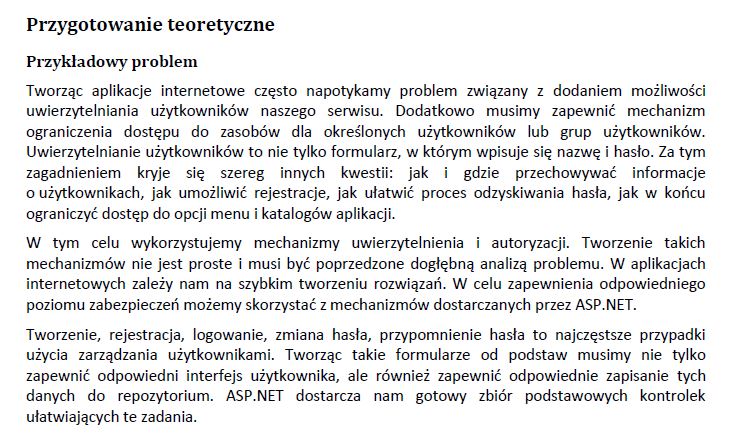 Przygotowanie teoretyczne
Przykładowy problem
Tworząc aplikacje internetowe często napotykamy problem związany z dodaniem możliwości
uwierzytelniania użytkowników naszego serwisu. Dodatkowo musimy zapewnić mechanizm
ograniczenia dostępu do zasobów dla określonych użytkowników lub grup użytkowników.
Uwierzytelnianie użytkowników to nie tylko formularz, w którym wpisuje się nazwę i hasło. Za tym
zagadnieniem kryje się szereg innych kwestii: jak i gdzie przechowywać informacje
o użytkownikach, jak umożliwić rejestracje, jak ułatwić proces odzyskiwania hasła, jak w końcu
ograniczyć dostęp do opcji menu i katalogów aplikacji.
W tym celu wykorzystujemy mechanizmy uwierzytelnienia i autoryzacji. Tworzenie takich
mechanizmów nie jest proste i musi być poprzedzone dogłębną analizą problemu. W aplikacjach
internetowych zależy nam na szybkim tworzeniu rozwiązań. W celu zapewnienia odpowiedniego
poziomu zabezpieczeń możemy skorzystać z mechanizmów dostarczanych przez ASP.NET.
Tworzenie, rejestracja, logowanie, zmiana hasła, przypomnienie hasła to najczęstsze przypadki
użycia zarządzania użytkownikami. Tworząc takie formularze od podstaw musimy nie tylko
zapewnić odpowiedni interfejs użytkownika, ale również zapewnić odpowiednie zapisanie tych
danych do repozytorium. ASP.NET dostarcza nam gotowy zbiór podstawowych kontrolek
ułatwiających te zadania.